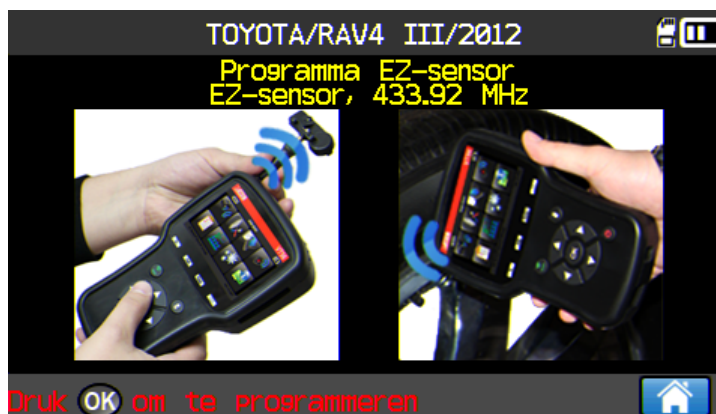 TOYOTA/RAV4 III/2012
Programma EZ-sensor
EZ-sensor, 433.92 MHz
Druk OK om te programmeren